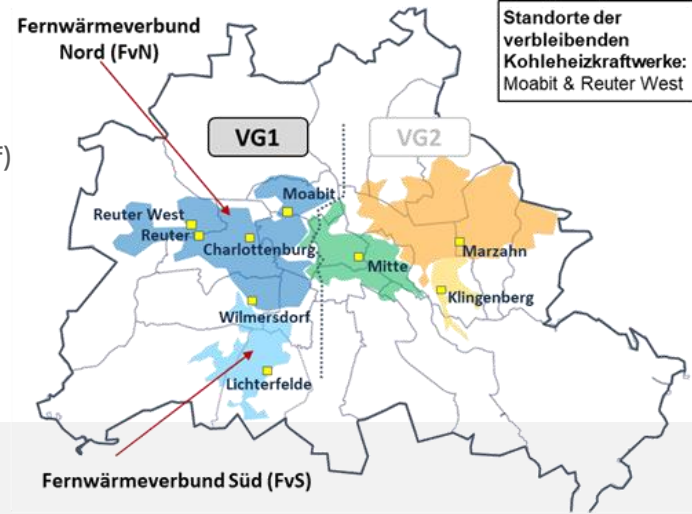 Fernwärmeverbund
Nord (FvN)
Standorte der
verbleibenden
Kohleheizkraftwerke:
Moabit & Reuter West
f)
VG1
VG2
Moabit
Reuter West
Reuter
Charlottenburg
Mitte
Marzahn
Klingenberg
Wilmersdorf
Lichterfelde
Fernwärmeverbund Süd (FvS)